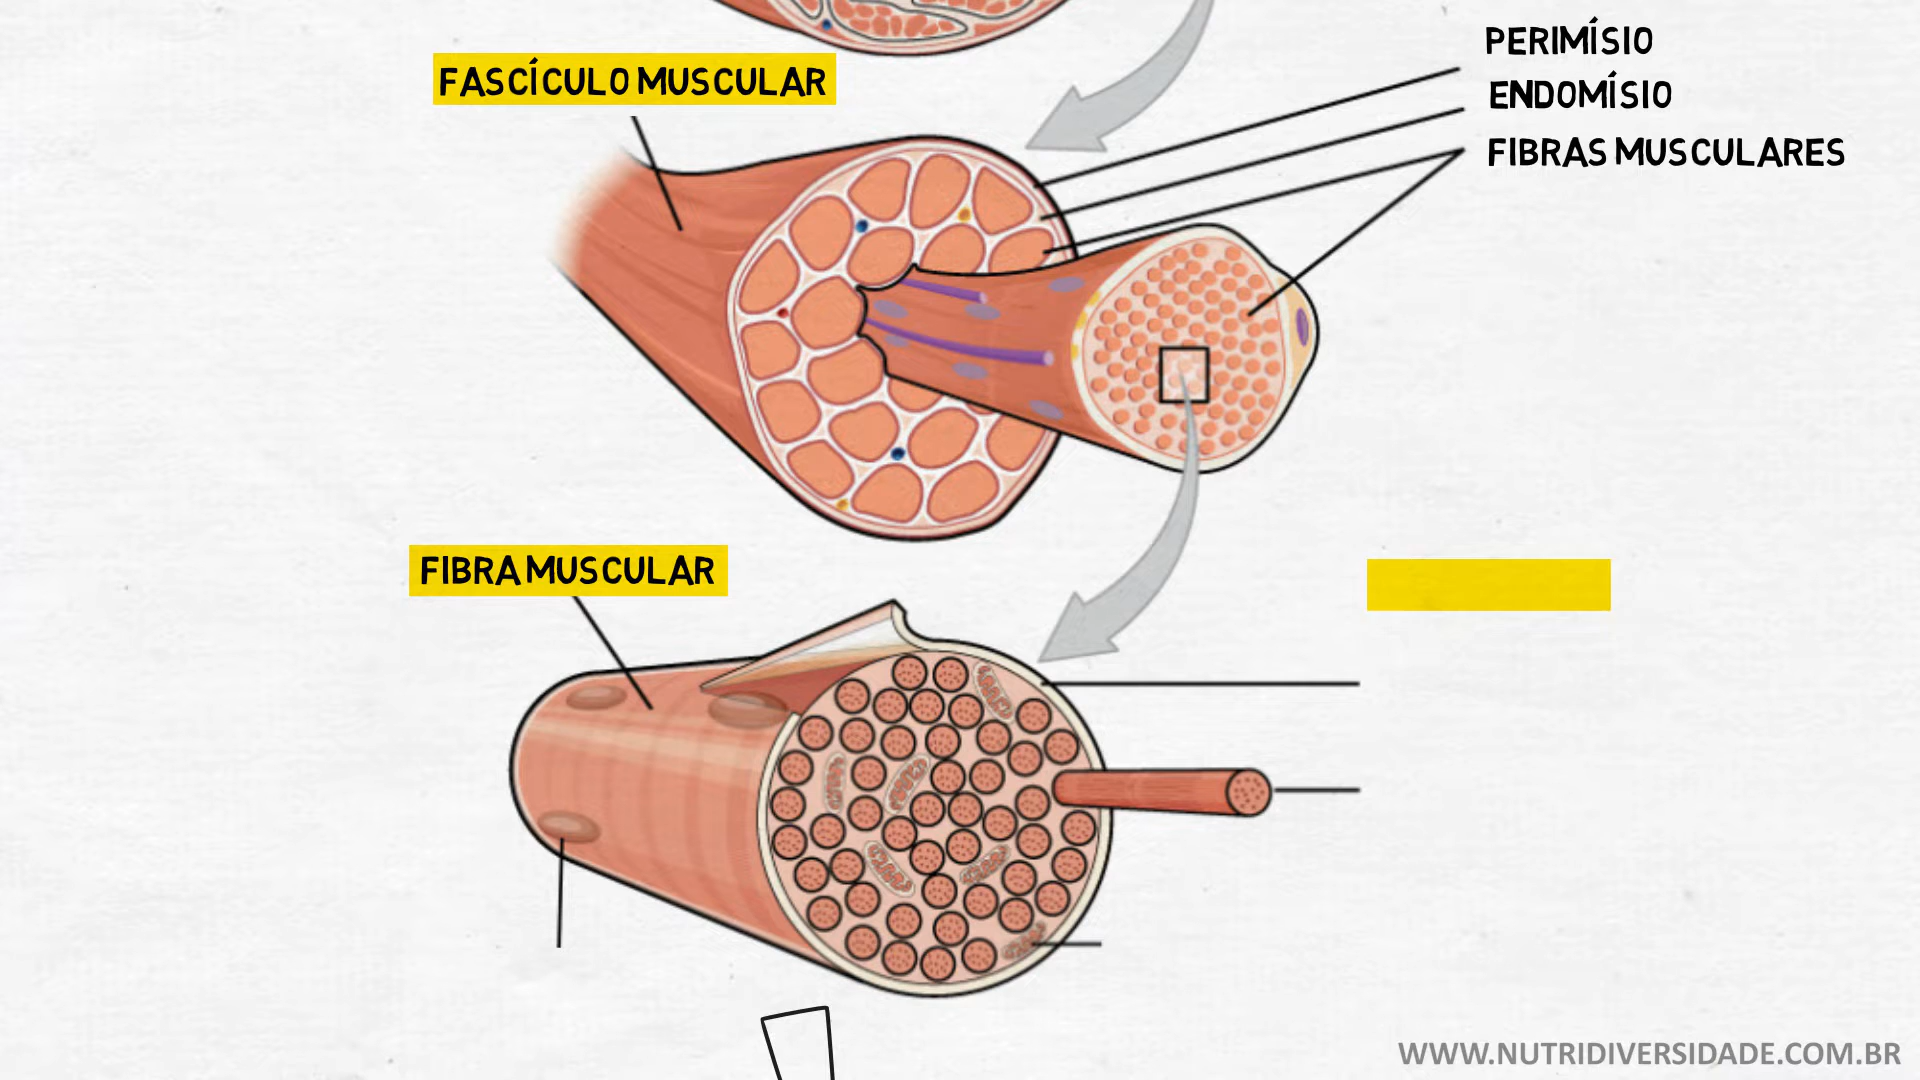 PERIMÍSIO
FASCÍCULO MUSCULAR
ENDOMÍSIO
FIBRAS MUSCULARES
FIBRA MUSCULAR
WWW.NUTRIDIVERSIDADE.COM.BR